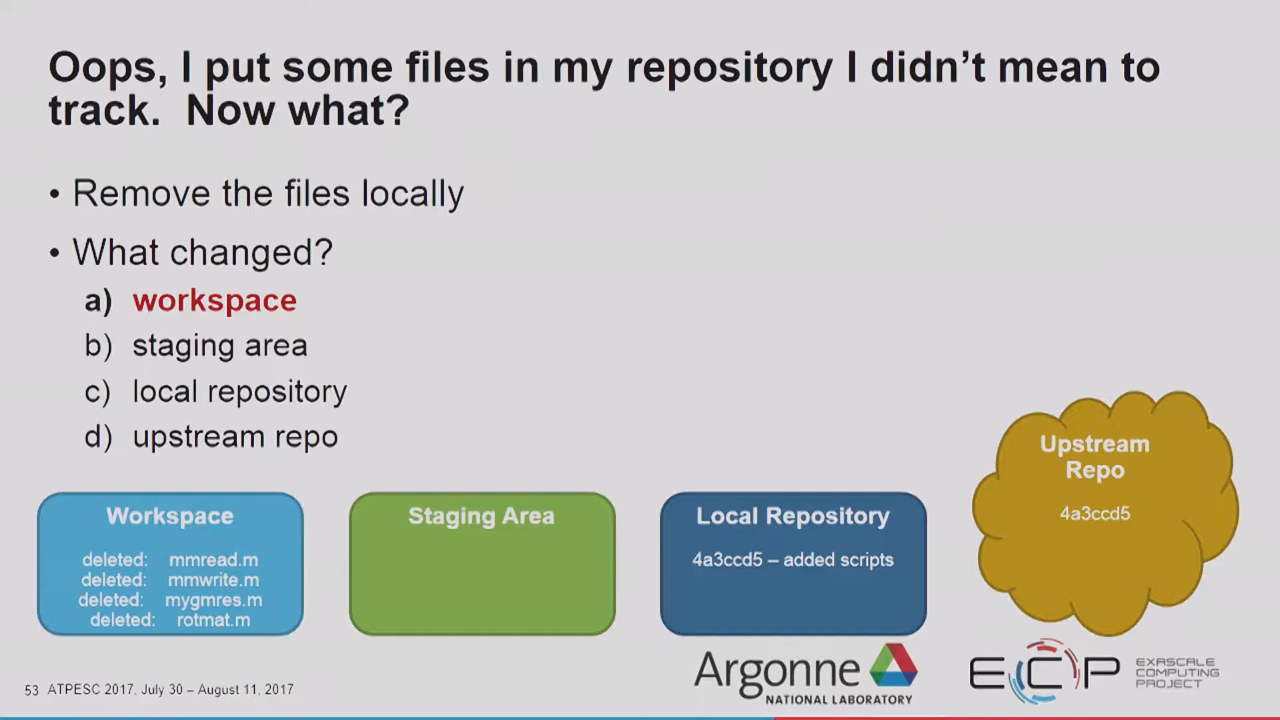 Oops, I put some files in my repository I didn’t mean to
track.  Now what?
• Remove the files locally
• What changed?
a) workspace
b) staging area
c) local repository
d) upstream repo
Workspace
deleted: mmread.m
deleted: mmwrite.m
deleted: mygmres.m
deleted: rotmat.m
Staging Area
Local Repository
4a3ccd5 – added scripts
Upstream
Repo
4a3ccd5
53 ATPESC 2017, July 30 – August 11, 2017
Argonne
NATIONAL LABORATORY
ECP
EXASCALE
COMPUTING
PROJECT